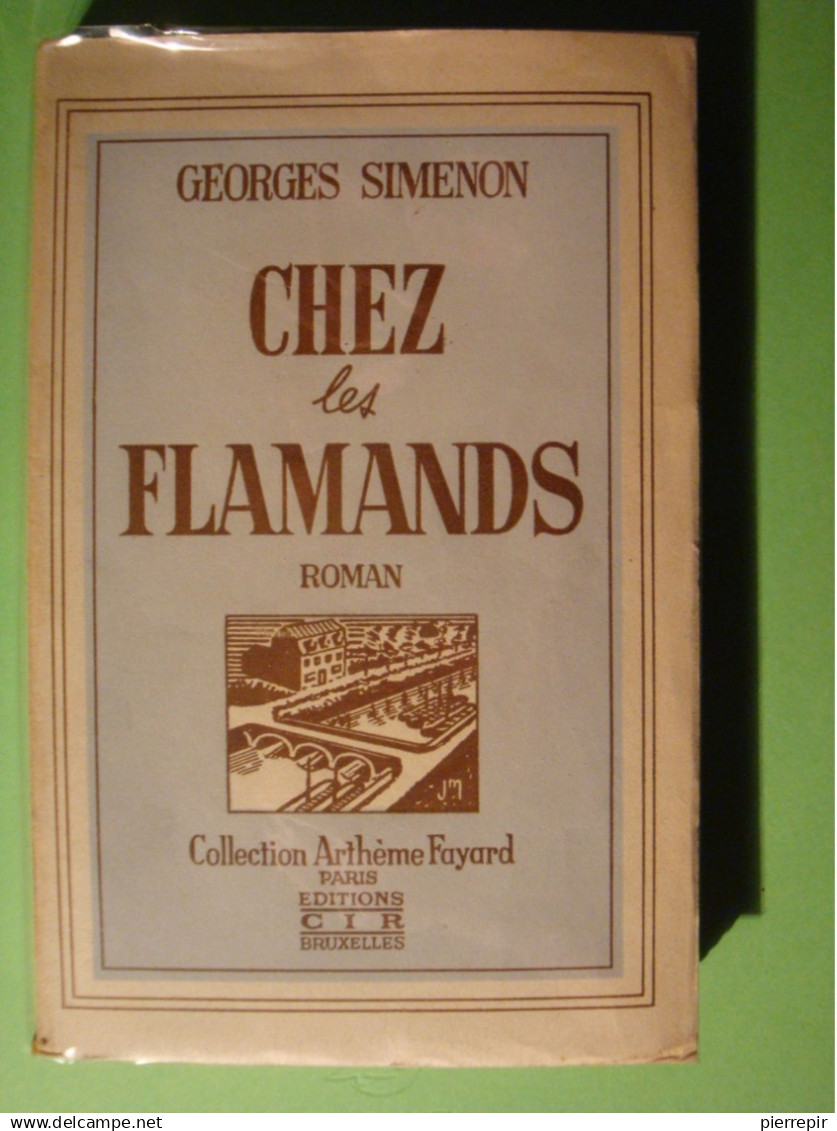 GEORGES SIMENON
CHEZ
les
FLAMANDS
ROMAN
JM
Collection Arthème Fayard
PARIS
EDITIONS
CIR
BRUXELLES
www.delcampe.net
pierrepir